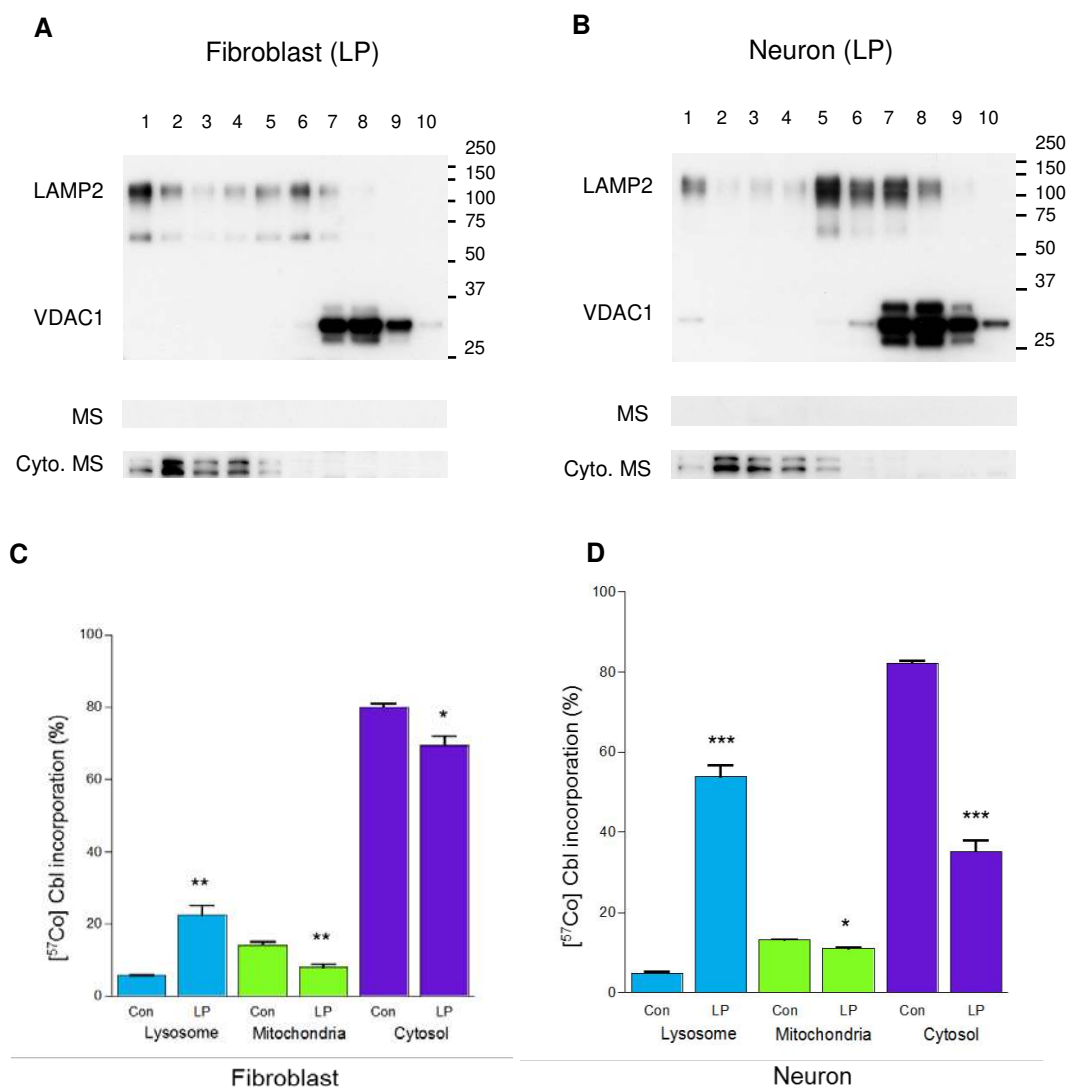 A
Fibroblast (LP)
1 2 3 4 5 6 7 8 9 10
LAMP2
VDAC1
250
150
100
75
50
37
25
MS
Cyto. MS
B
Neuron (LP)
1 2 3 4 5 6 7 8 9 10
LAMP2
VDAC1
250
150
100
75
50
37
25
MS
Cyto. MS
C
[⁵⁷Co] Cbl incorporation (%)
100
80
60
40
20
0
** ** *
Con LP Con LP Con LP
Lysosome Mitochondria Cytosol
Fibroblast
D
[⁵⁷Co] Cbl incorporation (%)
100
80
60
40
20
0
*** * ***
Con LP Con LP Con LP
Lysosome Mitochondria Cytosol
Neuron